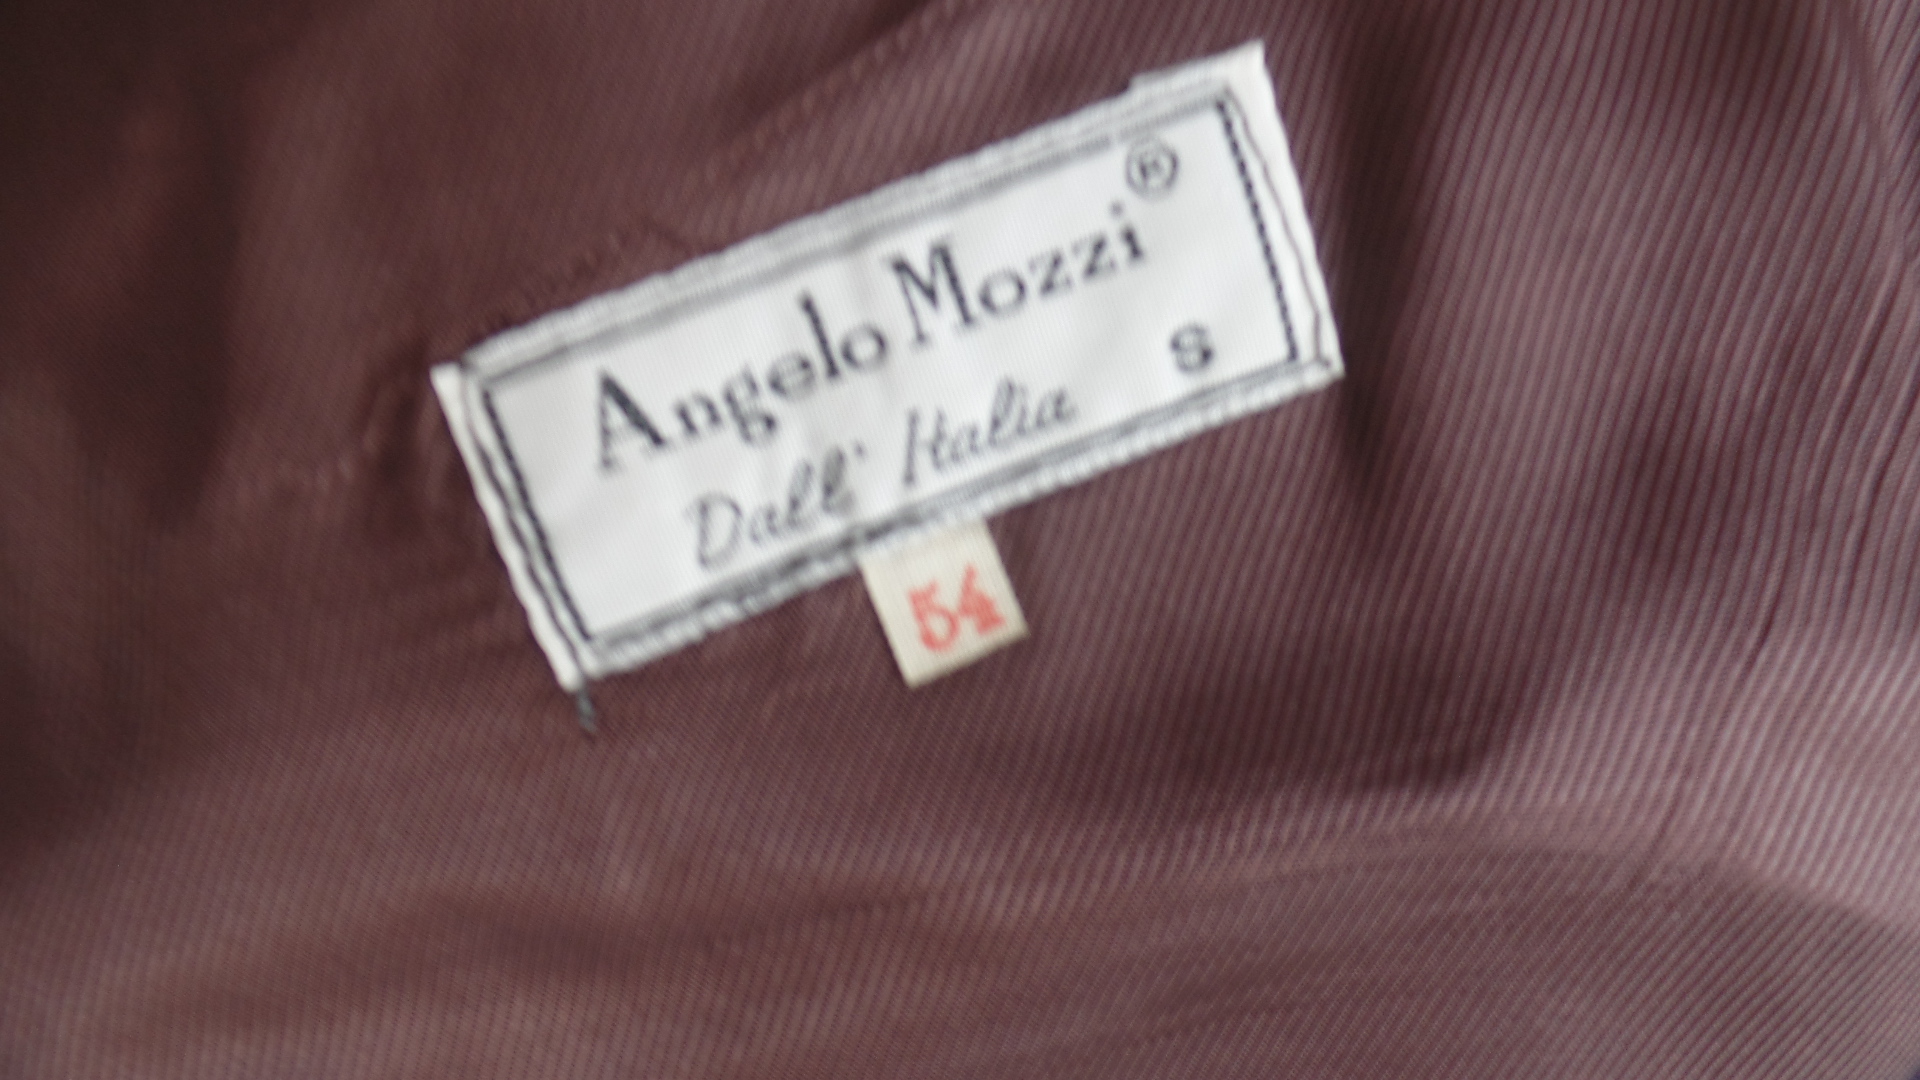 Angelo Mozzi®
S
Dall' Italia
54